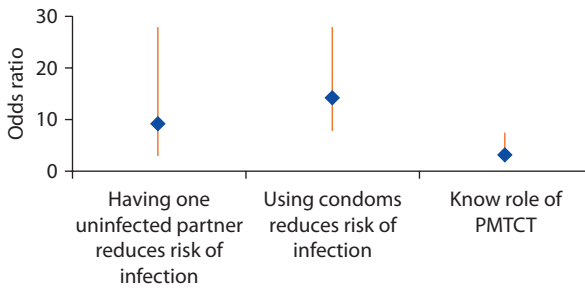 Odds ratio
30
20
10
0
Having one
uninfected partner
reduces risk of
infection
Using condoms
reduces risk of
infection
Know role of
PMTCT